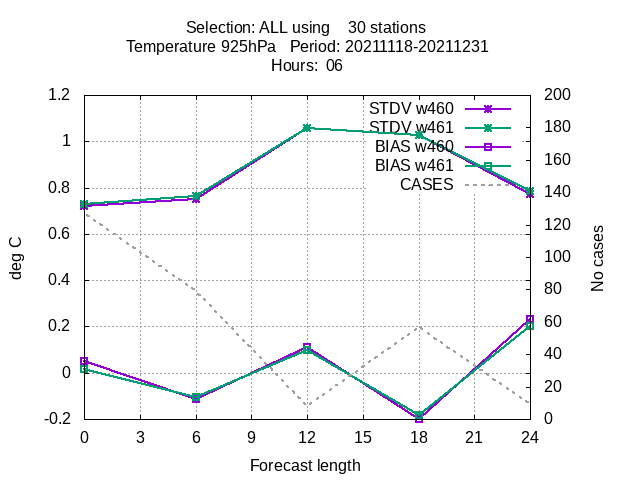 Selection: ALL using    30 stations
Temperature 925hPa   Period: 20211118-20211231
Hours:  06
1.2
1
0.8
0.6
0.4
0.2
0
-0.2
deg C
200
180
160
140
120
100
80
60
40
20
0
No cases
STDV w460
STDV w461
BIAS w460
BIAS w461
CASES
0 3 6 9 12 15 18 21 24
Forecast length